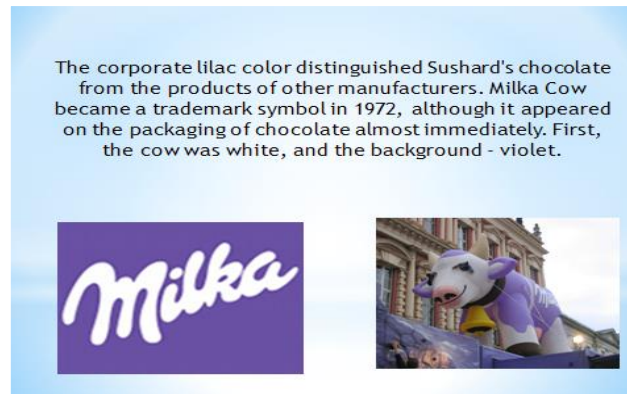 The corporate lilac color distinguished Sushard's chocolate
from the products of other manufacturers. Milka Cow
became a trademark symbol in 1972, although it appeared
on the packaging of chocolate almost immediately. First,
the cow was white, and the background - violet.
Milka
Milka